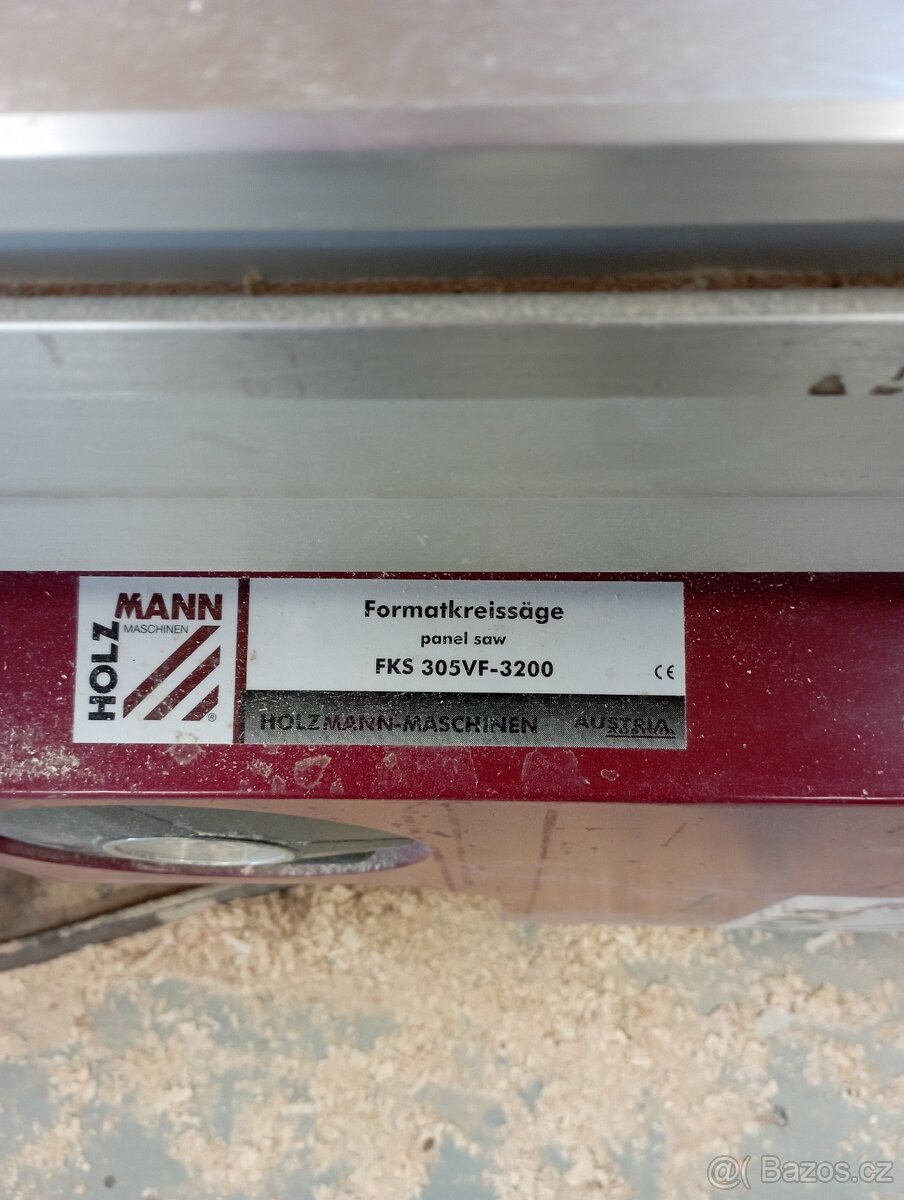 HOLZ
MANN
MASCHINEN
®
Formatkreissäge
panel saw
FKS 305VF-3200
CE
HOLZMANN-MASCHINEN
AUSTRIA
@( Bazos.cz